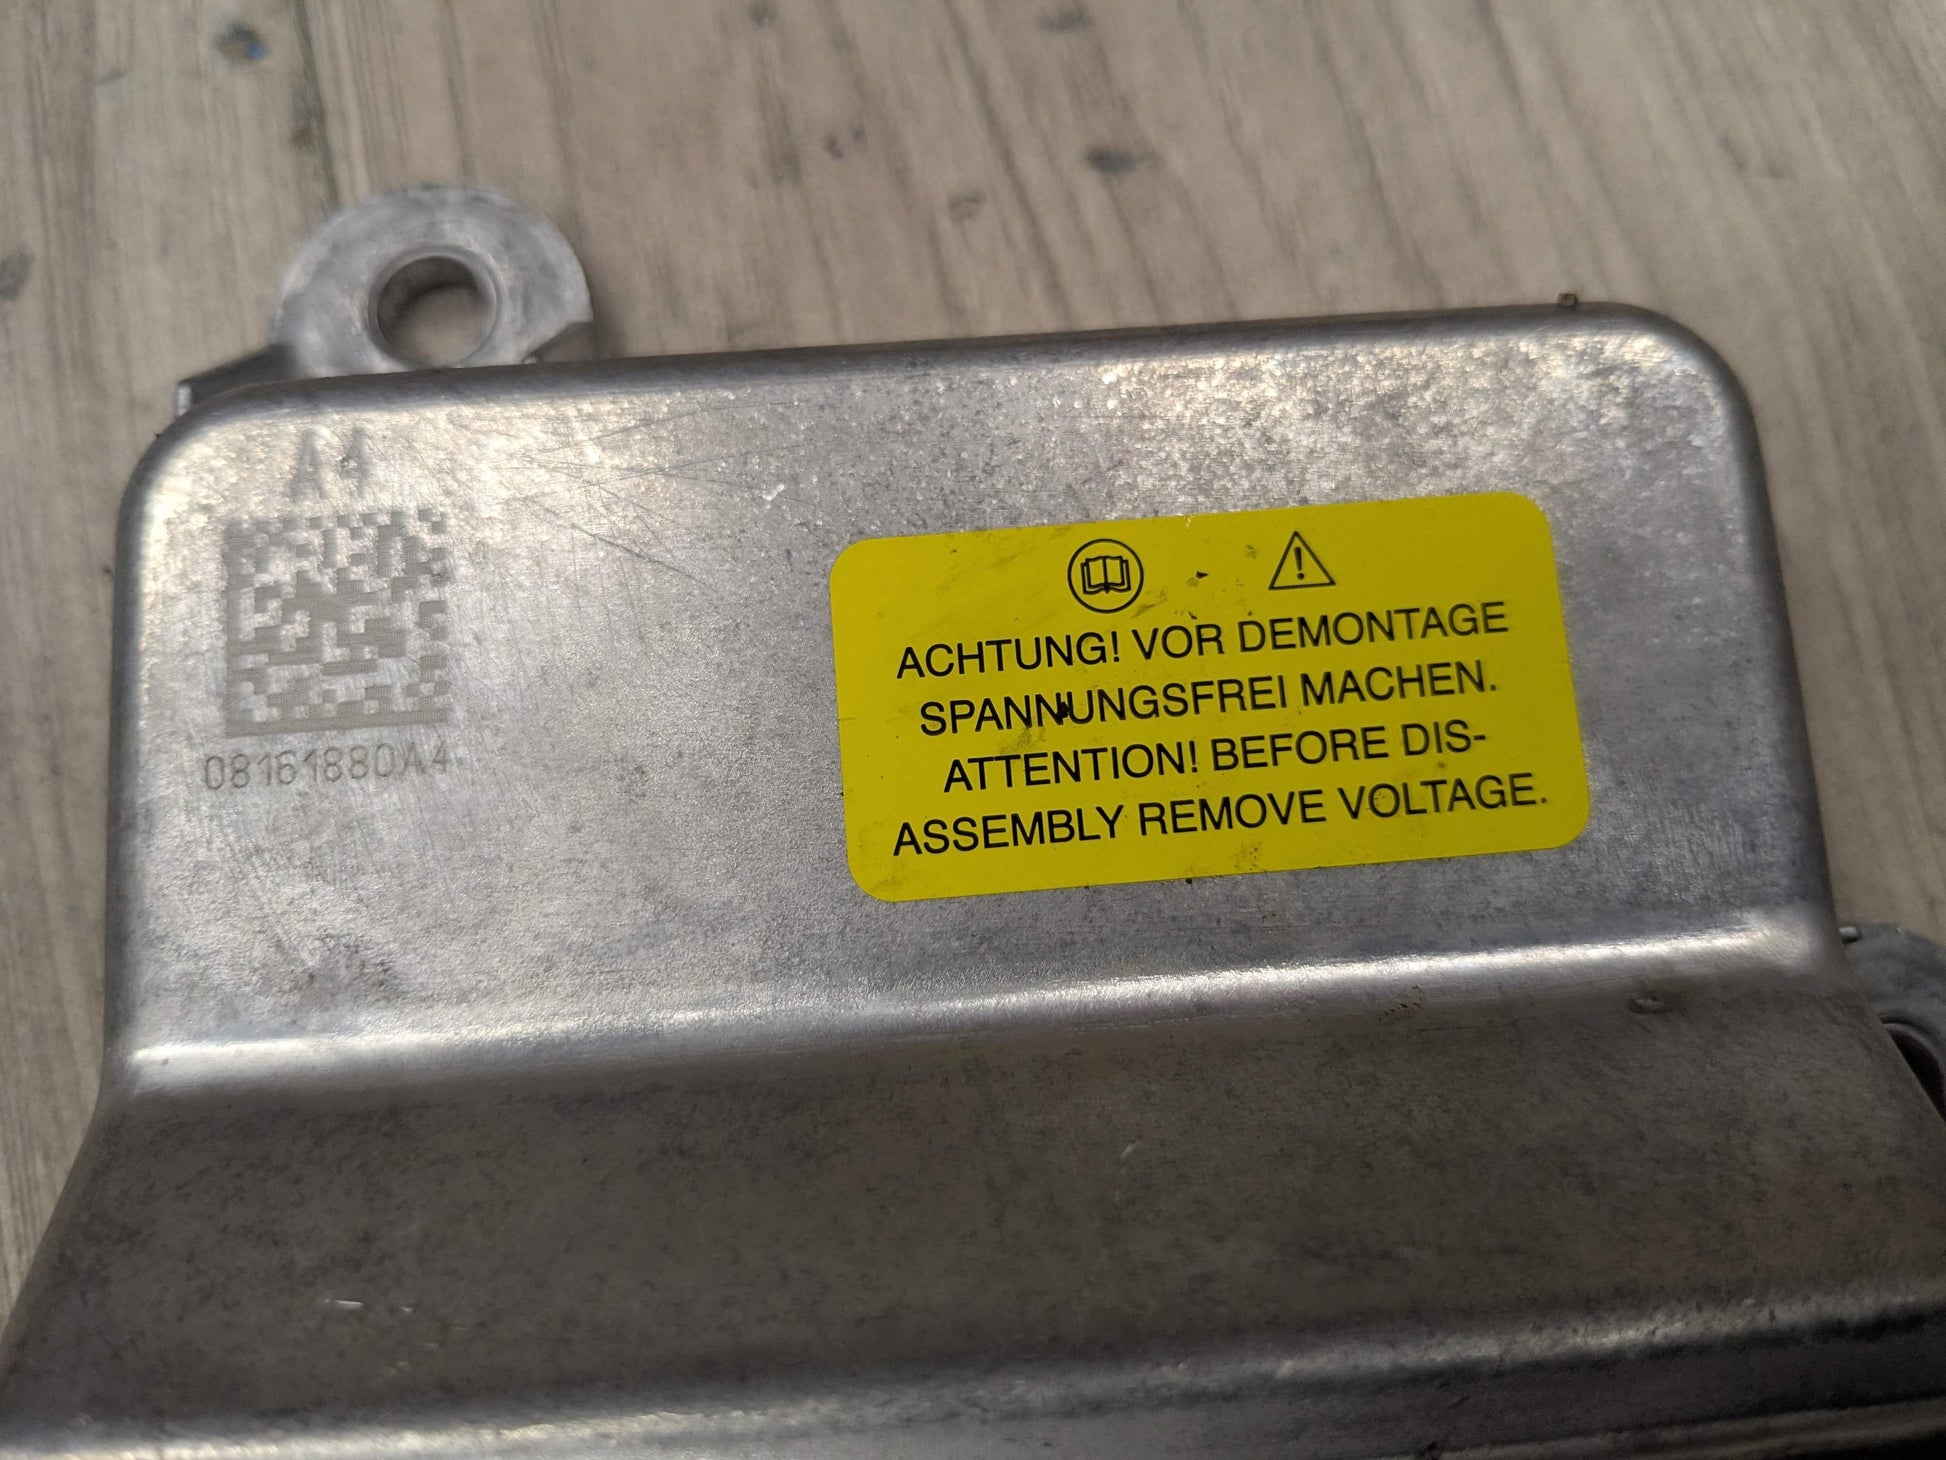 A4
08161880A4
ACHTUNG! VOR DEMONTAGE
SPANNUNGSFREI MACHEN.
ATTENTION! BEFORE DIS-
ASSEMBLY REMOVE VOLTAGE.